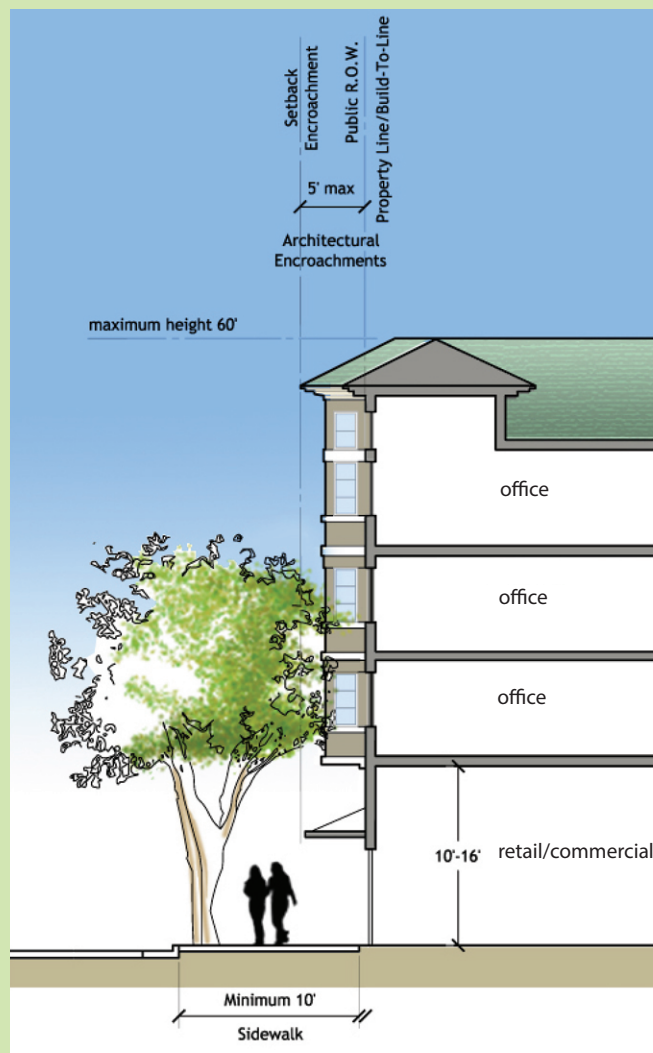 Setback
Encroachment
Public R.O.W.
Property Line/Build-To-Line
5' max
Architectural
Encroachments
maximum height 60'
office
office
office
10'-16'
retail/commercial
Minimum 10'
Sidewalk